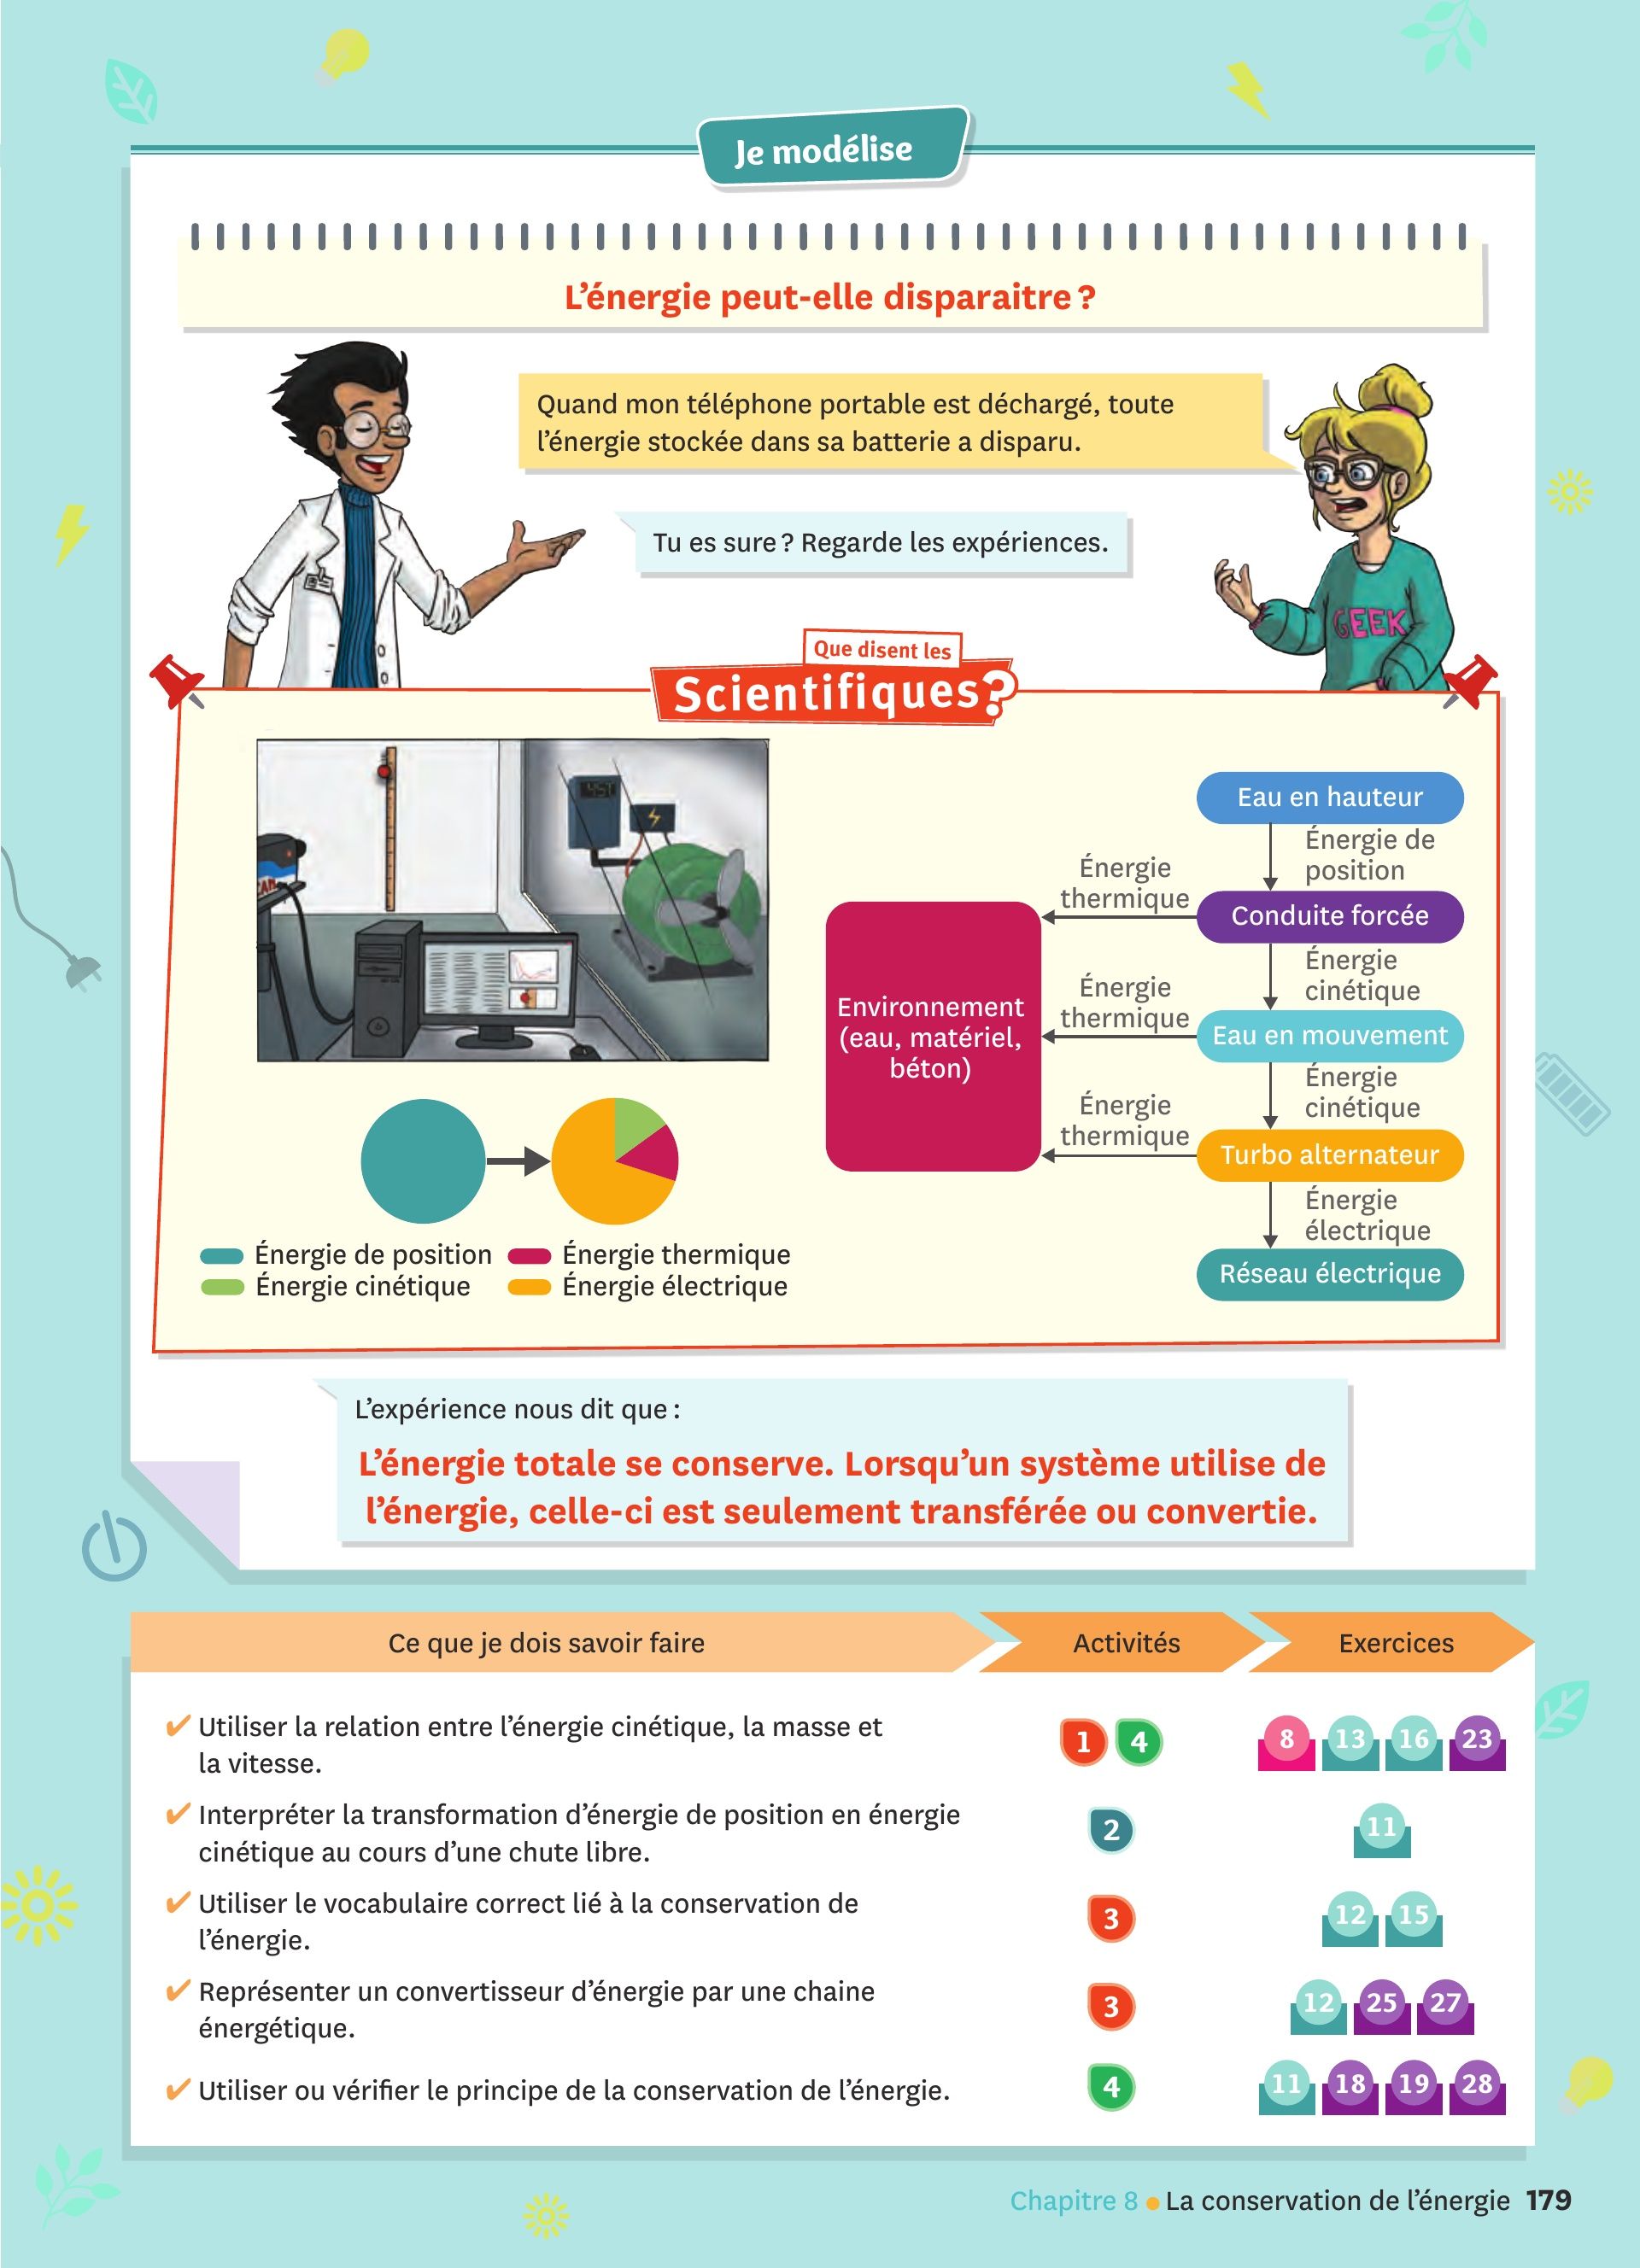 Je modélise
L'énergie peut-elle disparaitre ?
Quand mon téléphone portable est déchargé, toute
l'énergie stockée dans sa batterie a disparu.
Tu es sure ? Regarde les expériences.
GEEK
Que disent les
Scientifiques?
Eau en hauteur
Énergie de
position
Énergie
thermique
Conduite forcée
Énergie
cinétique
Énergie
thermique
Eau en mouvement
Environnement
(eau, matériel,
béton)
Énergie
cinétique
Énergie
thermique
Turbo alternateur
Énergie
électrique
Réseau électrique
Énergie de position
Énergie thermique
Énergie cinétique
Énergie électrique
L'expérience nous dit que :
L'énergie totale se conserve. Lorsqu'un système utilise de
l'énergie, celle-ci est seulement transférée ou convertie.
Ce que je dois savoir faire Activités Exercices
✔ Utiliser la relation entre l'énergie cinétique, la masse et
la vitesse.
1 4 8 13 16 23
✔ Interpréter la transformation d'énergie de position en énergie
cinétique au cours d'une chute libre.
2 11
✔ Utiliser le vocabulaire correct lié à la conservation de
l'énergie.
3 12 15
✔ Représenter un convertisseur d'énergie par une chaine
énergétique.
3 12 25 27
✔ Utiliser ou vérifier le principe de la conservation de l'énergie.
4 11 18 19 28
Chapitre 8 • La conservation de l'énergie 179